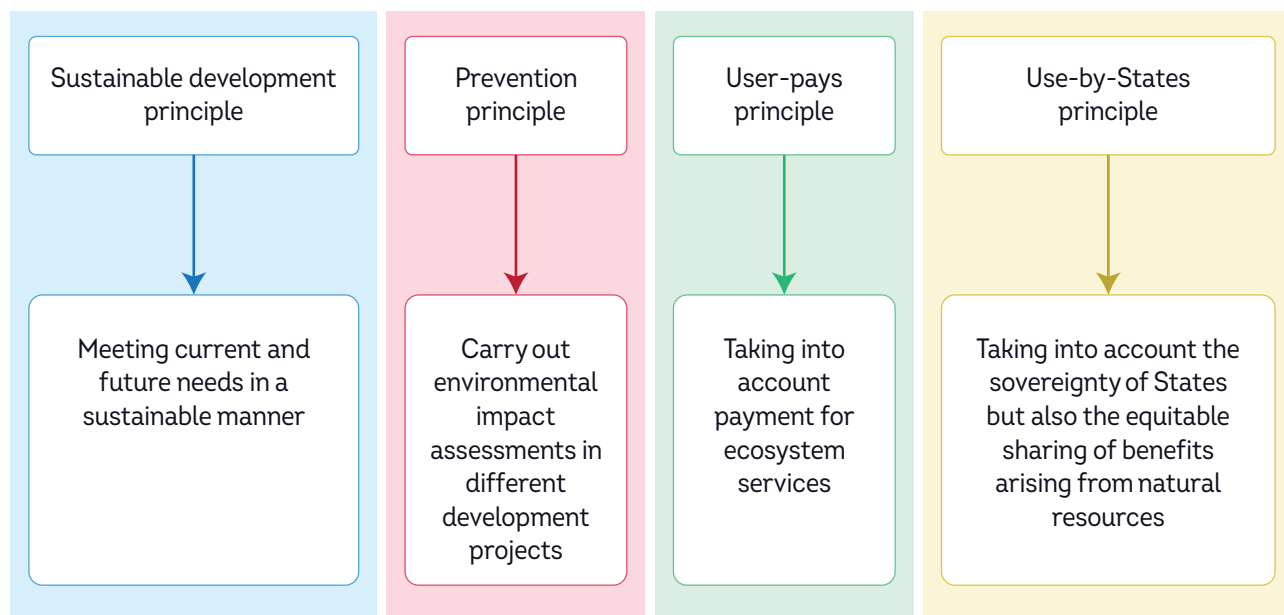 Sustainable development
principle
Prevention
principle
User-pays
principle
Use-by-States
principle
Meeting current and
future needs in a
sustainable manner
Carry out
environmental
impact
assessments in
different
development
projects
Taking into
account
payment for
ecosystem
services
Taking into account the
sovereignty of States
but also the equitable
sharing of benefits
arising from natural
resources